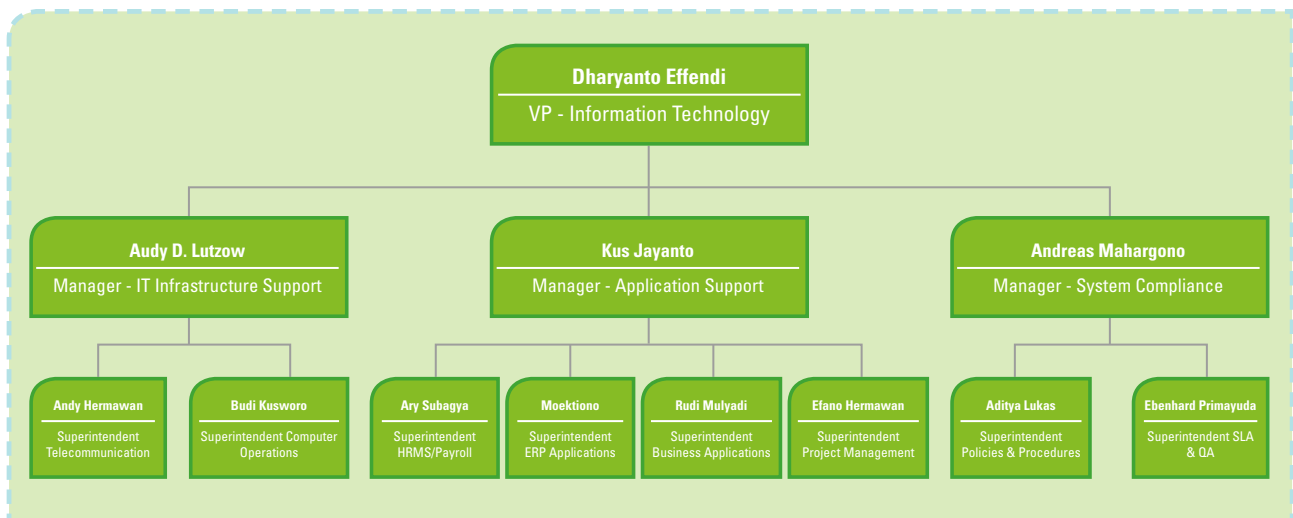 Dharyanto Effendi
VP - Information Technology
Audy D. Lutzow
Manager - IT Infrastructure Support
Kus Jayanto
Manager - Application Support
Andreas Mahargono
Manager - System Compliance
Andy Hermawan
Superintendent
Telecommunication
Budi Kusworo
Superintendent Computer
Operations
Ary Subagya
Superintendent
HRMS/Payroll
Moektiono
Superintendent
ERP Applications
Rudi Mulyadi
Superintendent
Business Applications
Efano Hermawan
Superintendent
Project Management
Aditya Lukas
Superintendent
Policies & Procedures
Ebenhard Primayuda
Superintendent SLA
& QA